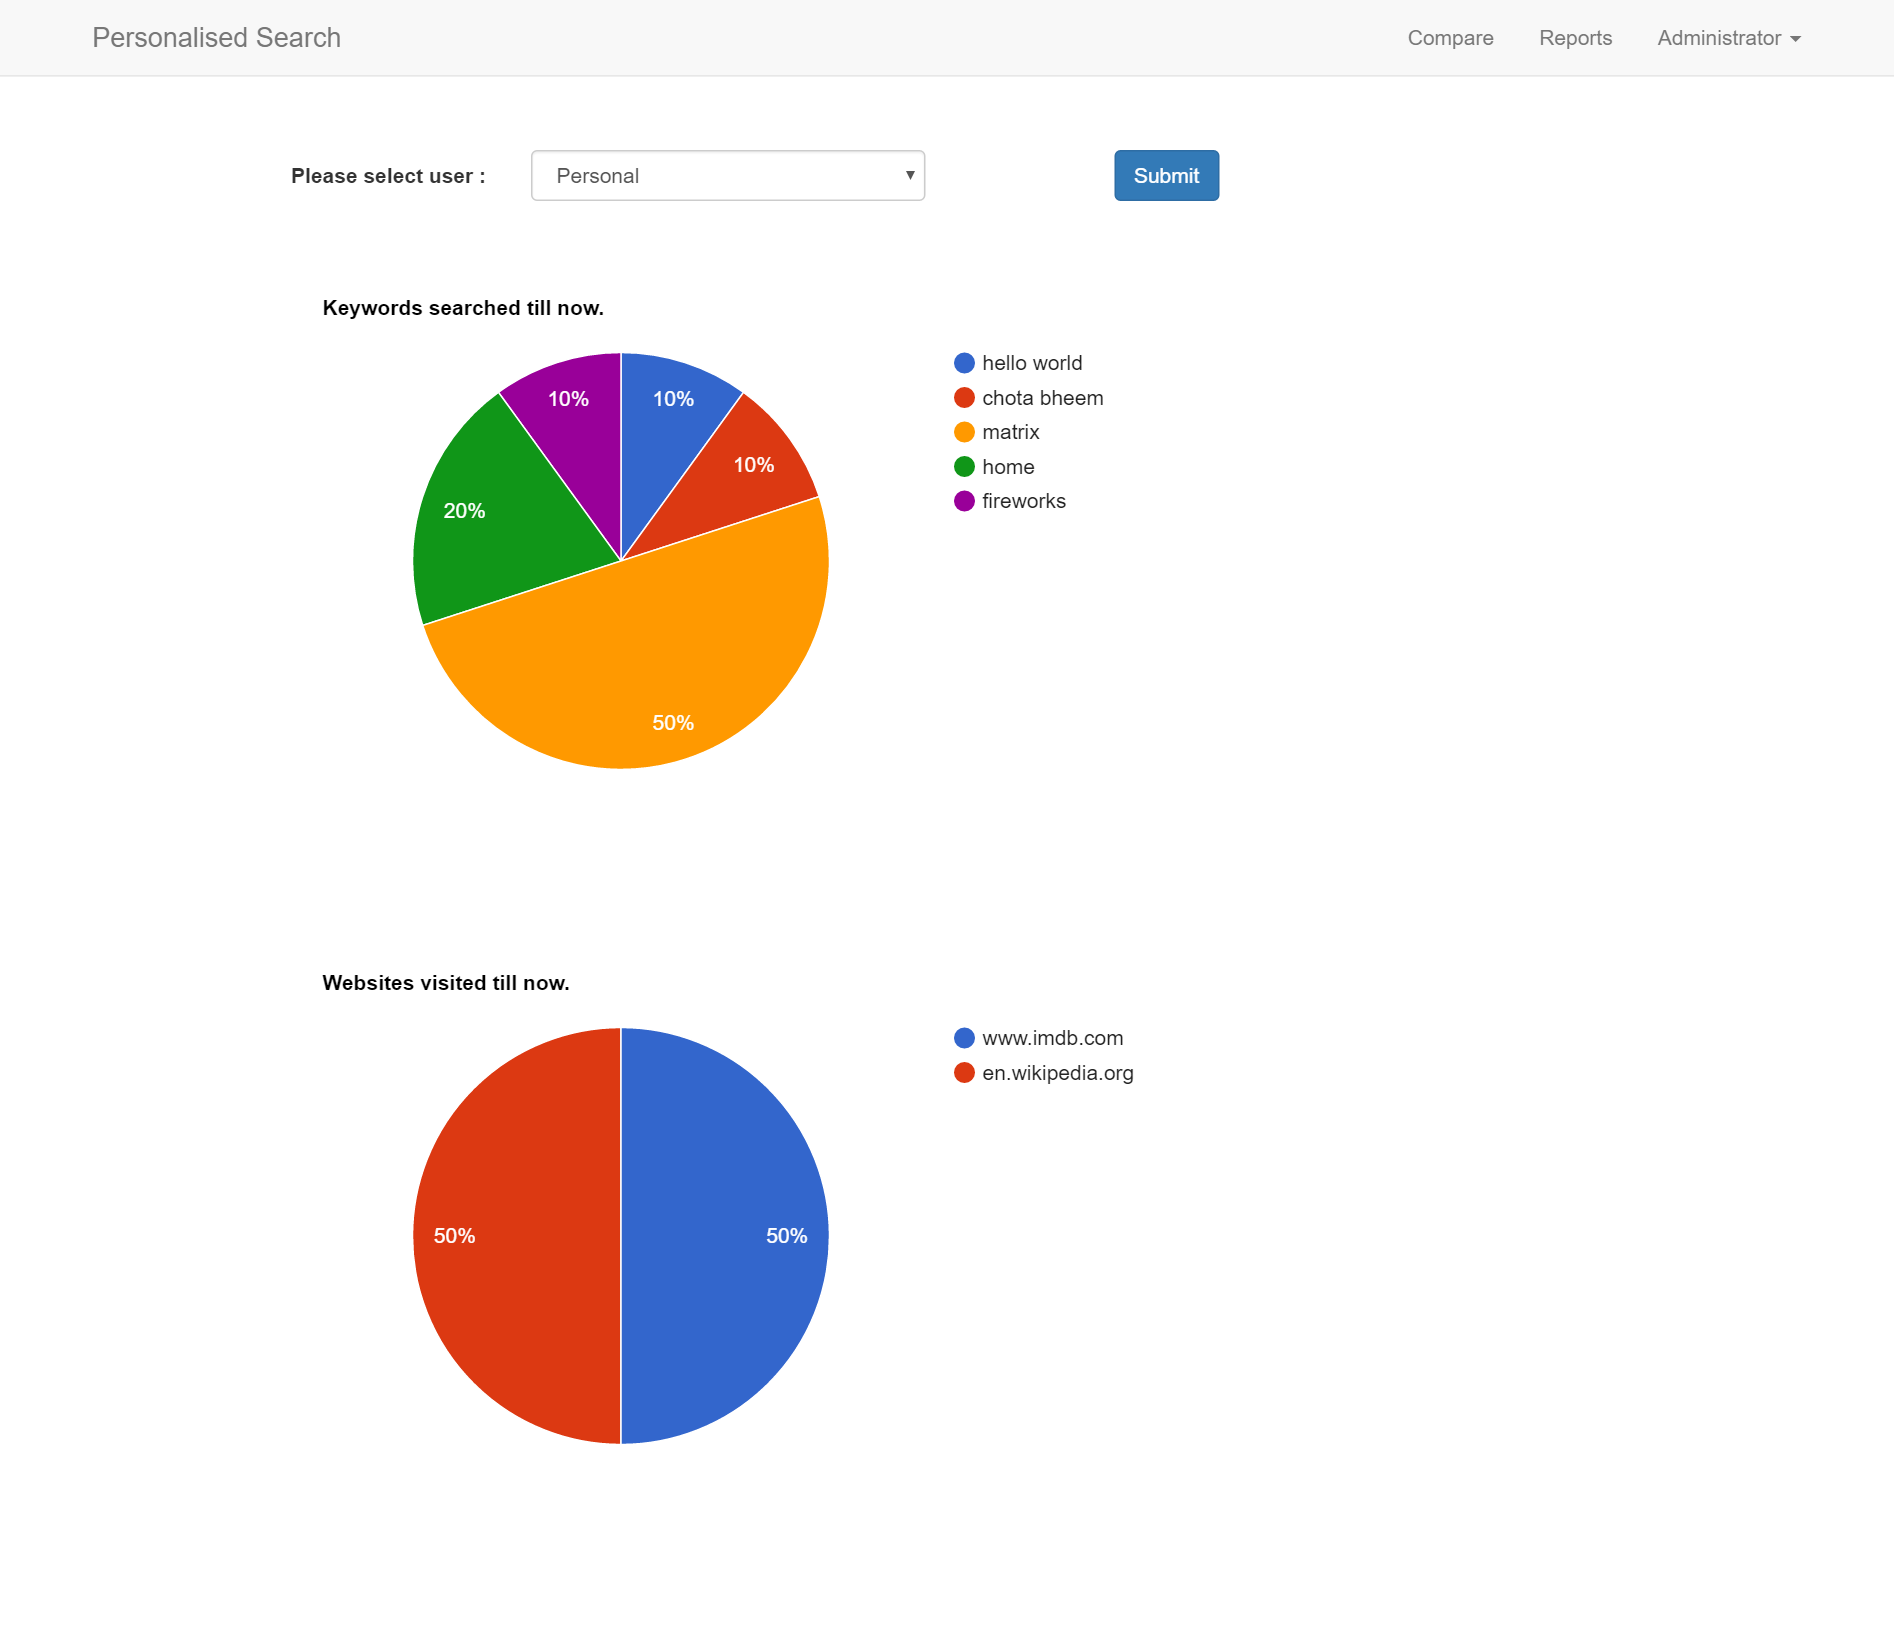 Personalised Search Compare Reports Administrator
Please select user : Personal Submit
Keywords searched till now.
hello world
chota bheem
matrix
home
fireworks
10%
10%
10%
20%
50%
Websites visited till now.
www.imdb.com
en.wikipedia.org
50%
50%